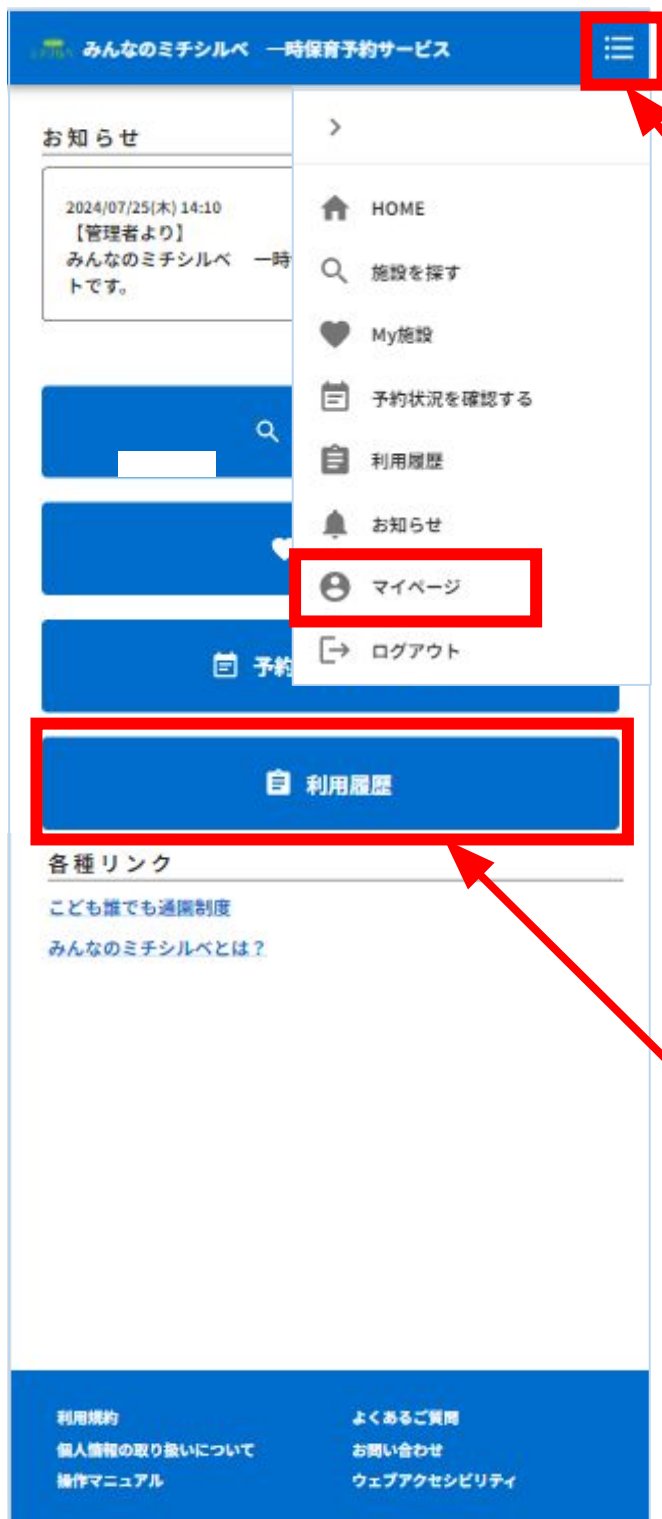 みんなのミチシルベ 一時保育予約サービス
お知らせ
2024/07/25(木) 14:10
【管理者より】
みんなのミチシルベ 一時
トです。
HOME
施設を探す
My施設
予約状況を確認する
利用履歴
お知らせ
マイページ
ログアウト
予約
利用履歴
各種リンク
こども誰でも通園制度
みんなのミチシルベとは？
利用規約
よくあるご質問
個人情報の取り扱いについて
お問い合わせ
操作マニュアル
ウェブアクセシビリティ